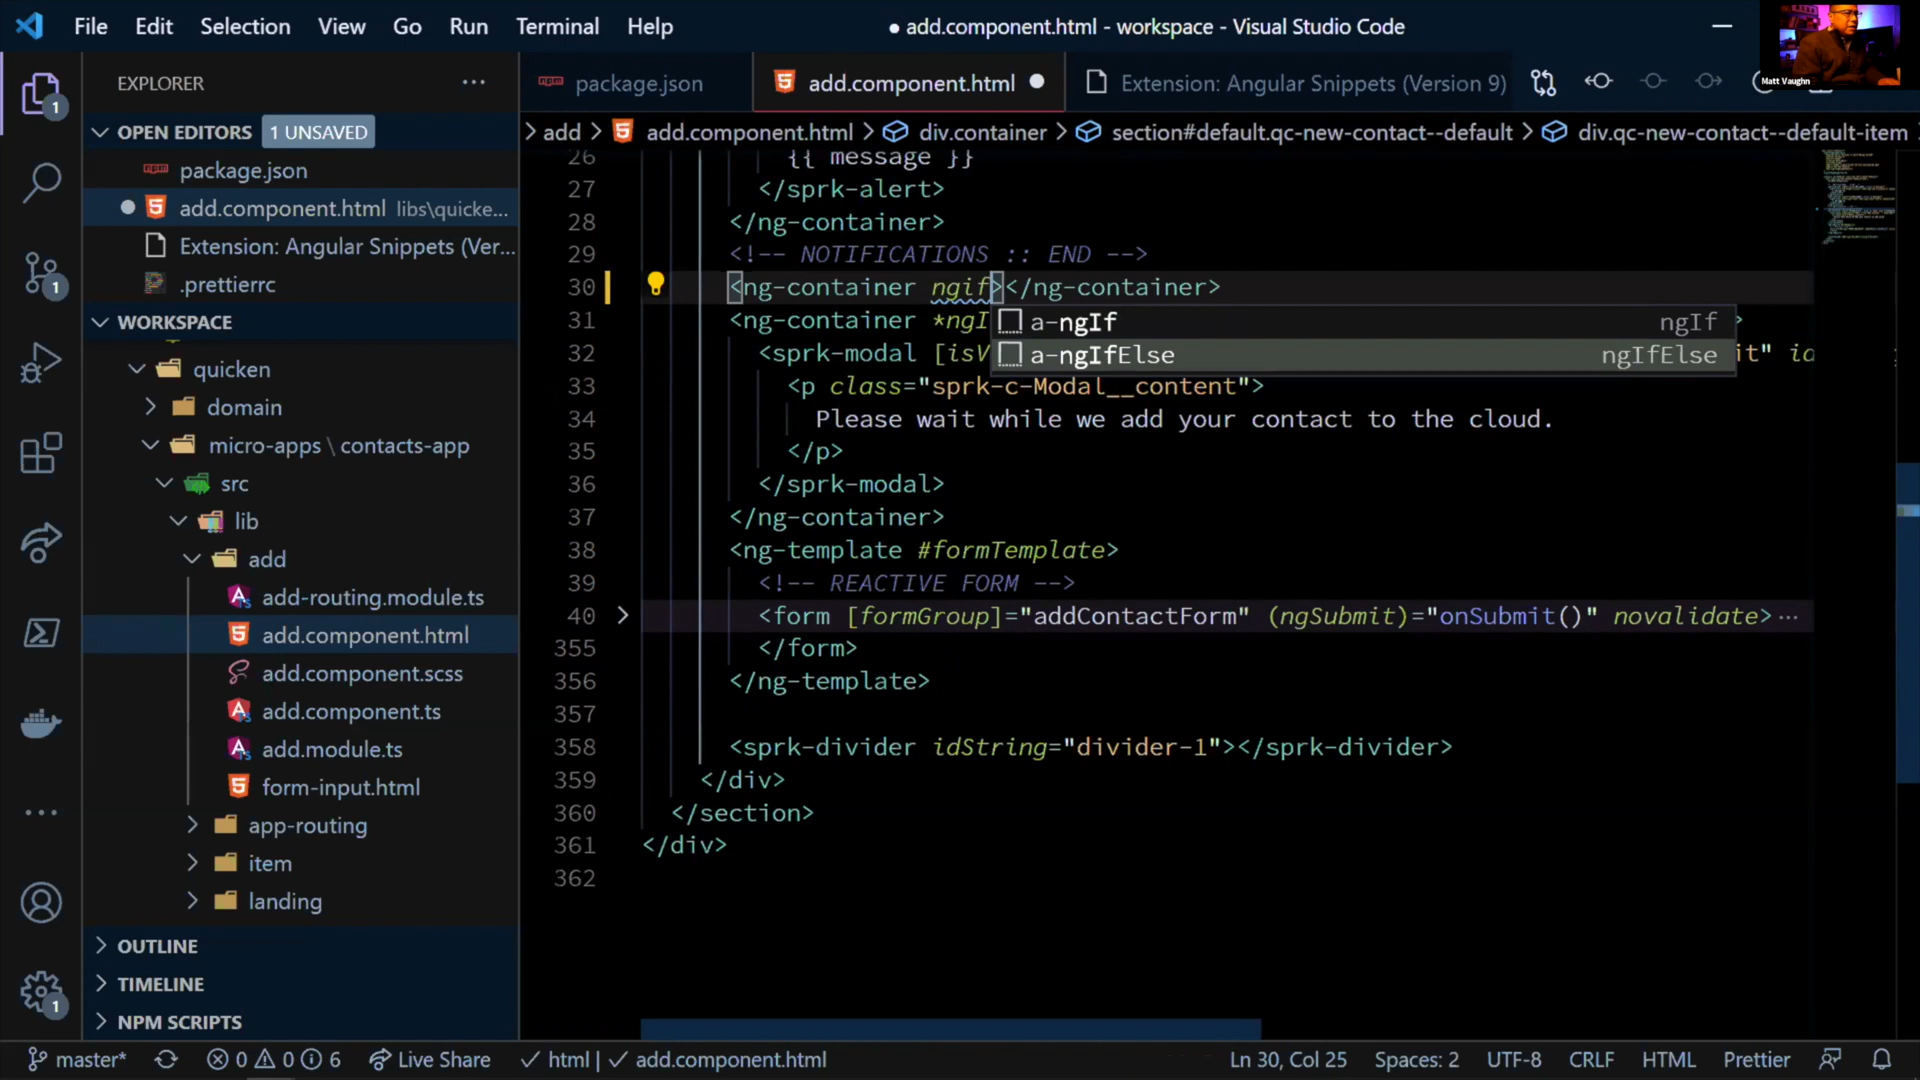 File Edit Selection View Go Run Terminal Help
● add.component.html - workspace - Visual Studio Code
Matt Vaughn
EXPLORER ···
package.json
add.component.html
Extension: Angular Snippets (Version 9)
OPEN EDITORS 1 UNSAVED
package.json
add.component.html libs\quicke...
Extension: Angular Snippets (Ver...
.prettierrc
WORKSPACE
quicken
domain
micro-apps \ contacts-app
src
lib
add
add-routing.module.ts
add.component.html
add.component.scss
add.component.ts
add.module.ts
form-input.html
app-routing
item
landing
OUTLINE
TIMELINE
NPM SCRIPTS
1
1
1
> add > add.component.html > div.container > section#default.qc-new-contact--default > div.qc-new-contact--default-item
26 {{ message }}
27 </sprk-alert>
28 </ng-container>
29 <!-- NOTIFICATIONS :: END -->
30 <ng-container ngif></ng-container>
31 <ng-container *ngI
a-ngIf ngIf
a-ngIfElse ngIfElse
32 <sprk-modal [isV it" id
33 <p class="sprk-c-Modal__content">
34 Please wait while we add your contact to the cloud.
35 </p>
36 </sprk-modal>
37 </ng-container>
38 <ng-template #formTemplate>
39 <!-- REACTIVE FORM -->
40 <form [formGroup]="addContactForm" (ngSubmit)="onSubmit()" novalidate>···
355 </form>
356 </ng-template>
357
358 <sprk-divider idString="divider-1"></sprk-divider>
359 </div>
360 </section>
361 </div>
362
master* 0 0 6 Live Share ✓ html | ✓ add.component.html Ln 30, Col 25 Spaces: 2 UTF-8 CRLF HTML Prettier